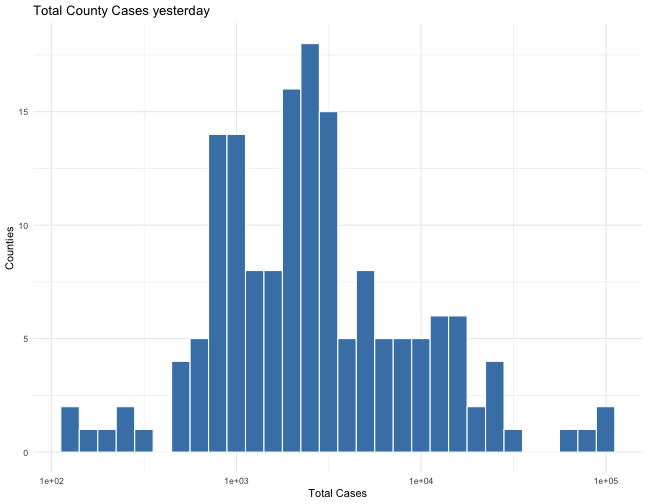 Total County Cases yesterday
15
10
5
0
Counties
1e+02 1e+03 1e+04 1e+05
Total Cases